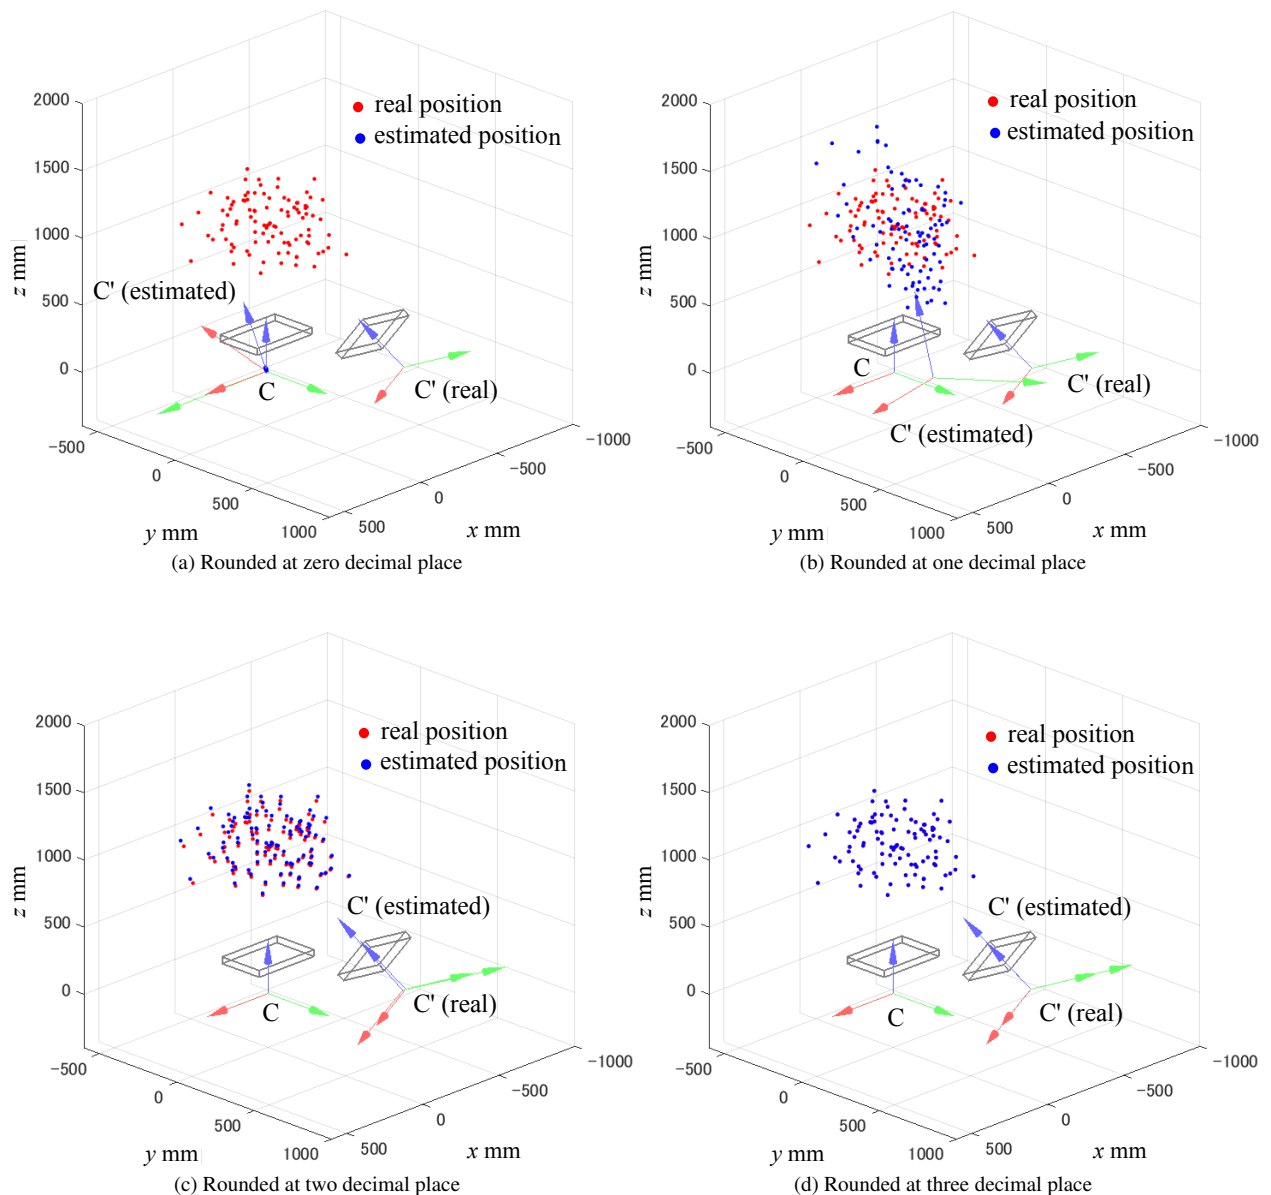 2000
1500
1000
500
0
z mm
real position
estimated position
C' (estimated)
C
C' (real)
-500
0
500
1000
y mm
500
0
-500
-1000
x mm
(a) Rounded at zero decimal place
2000
1500
1000
500
0
z mm
real position
estimated position
C
C' (real)
C' (estimated)
-500
0
500
1000
y mm
500
0
-500
-1000
x mm
(b) Rounded at one decimal place
2000
1500
1000
500
0
z mm
real position
estimated position
C' (estimated)
C
C' (real)
-500
0
500
1000
y mm
500
0
-500
-1000
x mm
(c) Rounded at two decimal place
2000
1500
1000
500
0
z mm
real position
estimated position
C' (estimated)
C
C' (real)
-500
0
500
1000
y mm
500
0
-500
-1000
x mm
(d) Rounded at three decimal place